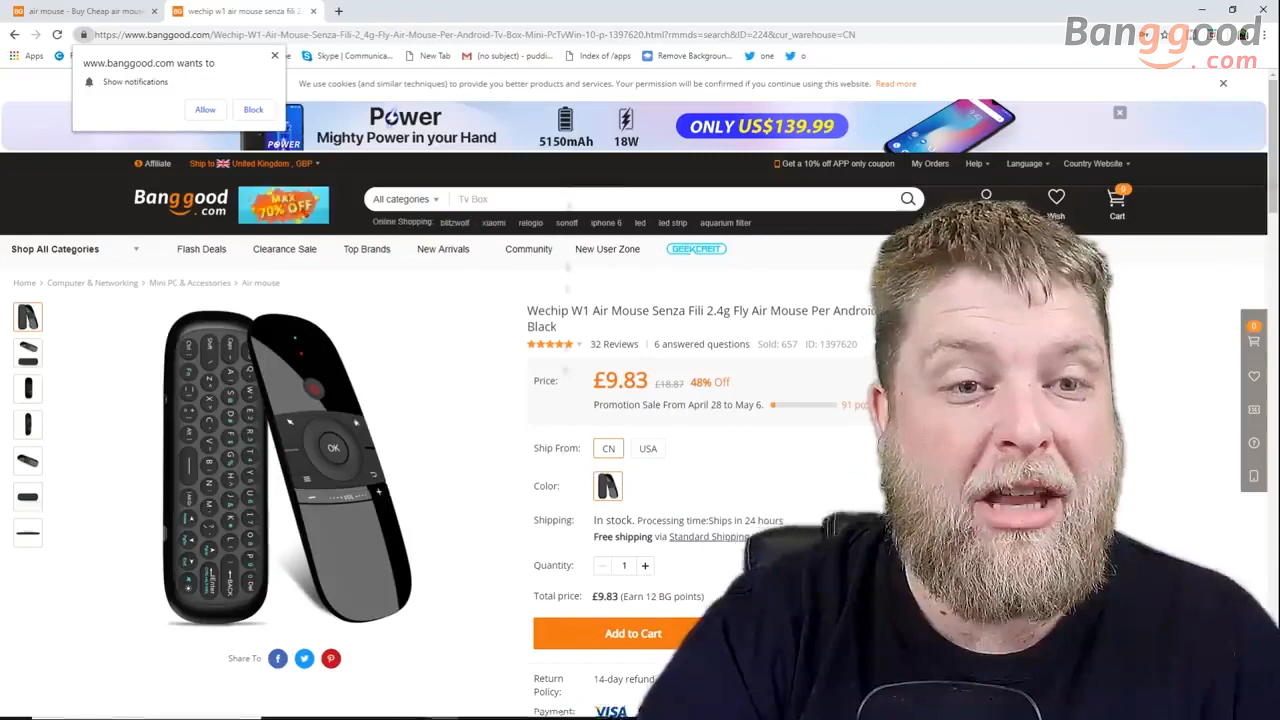 air mouse - Buy Cheap air mouse
wechip w1 air mouse senza fili 2.
https://www.banggood.com/Wechip-W1-Air-Mouse-Senza-Fili-2_4g-Fly-Air-Mouse-Per-Android-Tv-Box-Mini-PcTvWin-10-p-1397620.html?rmmds=search&ID=224&cur_warehouse=CN
Banggood
.com
Apps
Skype | Communic...
New Tab
(no subject) - puddi...
Index of /apps
Remove Backgroun...
one
o
www.banggood.com wants to
Show notifications
Allow
Block
We use cookies (and similar techniques) to provide you better products and services. Your permission will be confirmed if you continue using this website. Read more
POWER
Power
Mighty Power in your Hand
5150mAh
18W
ONLY US$139.99
Affiliate
Ship to United Kingdom , GBP
Get a 10% off APP only coupon
My Orders
Help
Language
Country Website
Banggood
.com
MAX
70% OFF
All categories
Tv Box
Wish
0
Cart
Online Shopping: blitzwolf xiaomi relogio sonoff iphone 6 led led strip aquarium filter
Shop All Categories
Flash Deals
Clearance Sale
Top Brands
New Arrivals
Community
New User Zone
GEEKCREIT
Home > Computer & Networking > Mini PC & Accessories > Air mouse
Wechip W1 Air Mouse Senza Fili 2.4g Fly Air Mouse Per Android
Black
32 Reviews
6 answered questions
Sold: 657
ID: 1397620
Price:
£9.83 £18.87 48% Off
Promotion Sale From April 28 to May 6.
91 pc
Ship From:
CN
USA
Color:
Shipping:
In stock. Processing time:Ships in 24 hours
Free shipping via Standard Shipping
Quantity:
1
+
Total price:
£9.83 (Earn 12 BG points)
Add to Cart
OK
VOL
Share To
Return
Policy:
14-day refund
Payment:
VISA
0